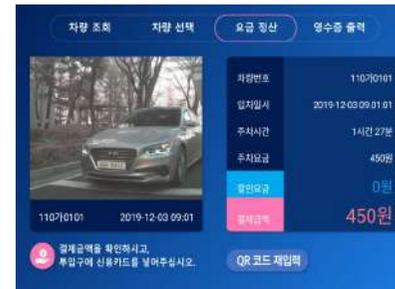 차량 조회
차량 선택
요금 정산
영수증 출력
110가0101
2019-12-03 09:01
차량번호
110가0101
입차일시
2019-12-03 09:01:01
주차시간
1시간 27분
주차요금
450원
할인요금
0원
결제금액
450원
결제금액을 확인하시고,
투입구에 신용카드를 넣어주십시오.
QR 코드 재입력